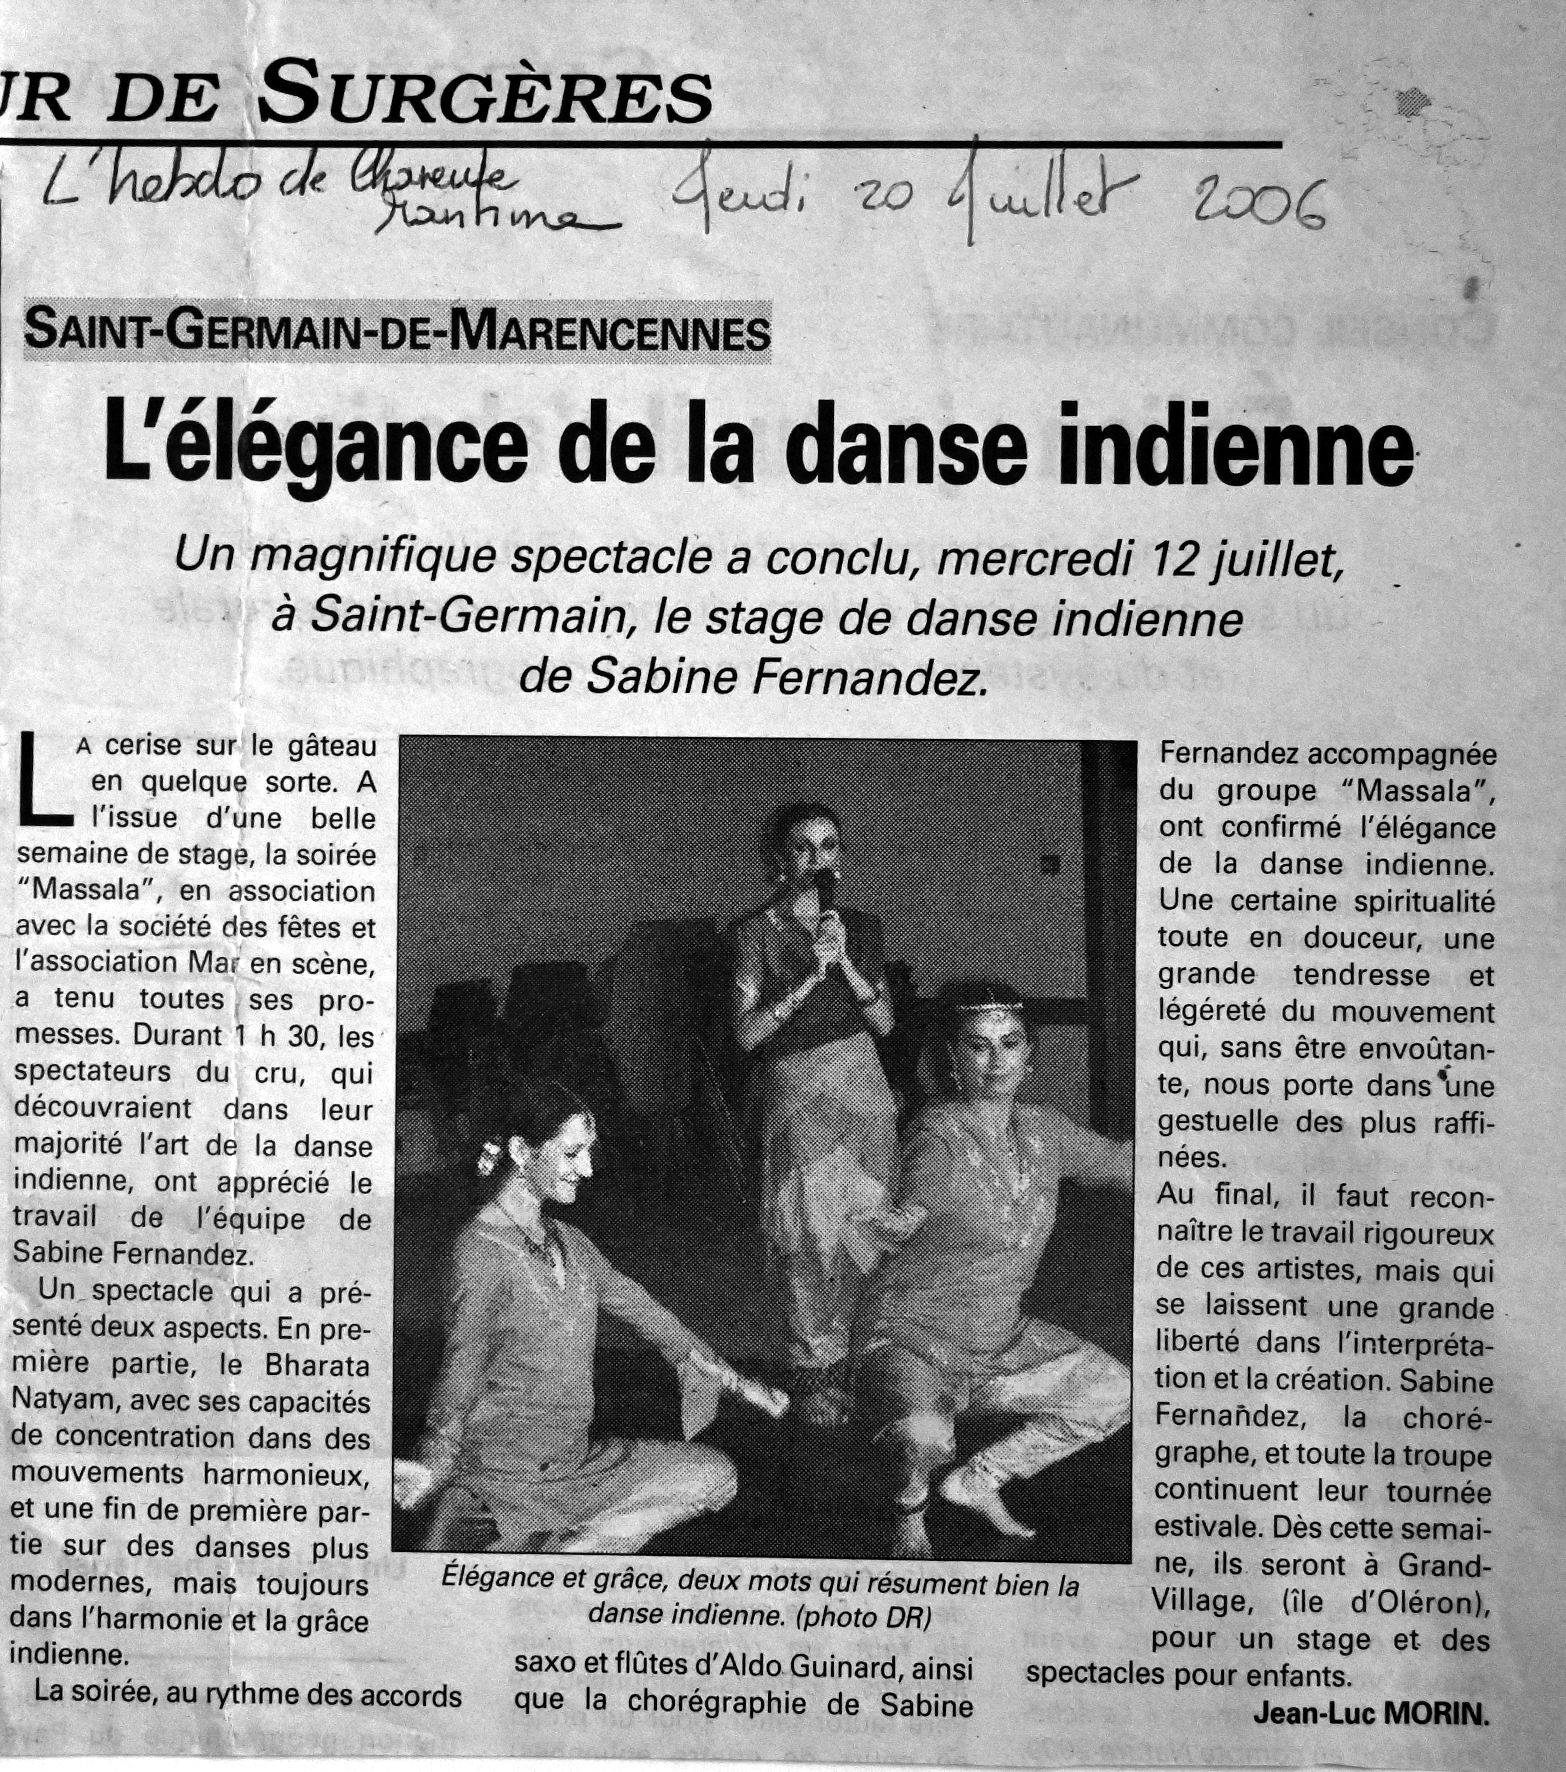 UR DE SURGÈRES
L'hebdo de Charente
Maritime
Jeudi 20 Juillet 2006
SAINT-GERMAIN-DE-MARENCENNES
L'élégance de la danse indienne
Un magnifique spectacle a conclu, mercredi 12 juillet,
à Saint-Germain, le stage de danse indienne
de Sabine Fernandez.
LA cerise sur le gâteau
en quelque sorte. A
l'issue d'une belle
semaine de stage, la soirée
“Massala”, en association
avec la société des fêtes et
l'association Mar en scène,
a tenu toutes ses pro-
messes. Durant 1 h 30, les
spectateurs du cru, qui
découvraient dans leur
majorité l'art de la danse
indienne, ont apprécié le
travail de l'équipe de
Sabine Fernandez.
Un spectacle qui a pré-
senté deux aspects. En pre-
mière partie, le Bharata
Natyam, avec ses capacités
de concentration dans des
mouvements harmonieux,
et une fin de première par-
tie sur des danses plus
modernes, mais toujours
dans l'harmonie et la grâce
indienne.
La soirée, au rythme des accords
Élégance et grâce, deux mots qui résument bien la
danse indienne. (photo DR)
saxo et flûtes d'Aldo Guinard, ainsi
que la chorégraphie de Sabine
Fernandez accompagnée
du groupe “Massala”,
ont confirmé l'élégance
de la danse indienne.
Une certaine spiritualité
toute en douceur, une
grande tendresse et
légéreté du mouvement
qui, sans être envoûtan-
te, nous porte dans une
gestuelle des plus raffi-
nées.
Au final, il faut recon-
naître le travail rigoureux
de ces artistes, mais qui
se laissent une grande
liberté dans l'interpréta-
tion et la création. Sabine
Fernandez, la choré-
graphe, et toute la troupe
continuent leur tournée
estivale. Dès cette semai-
ne, ils seront à Grand-
Village, (île d'Oléron),
pour un stage et des
spectacles pour enfants.
Jean-Luc MORIN.